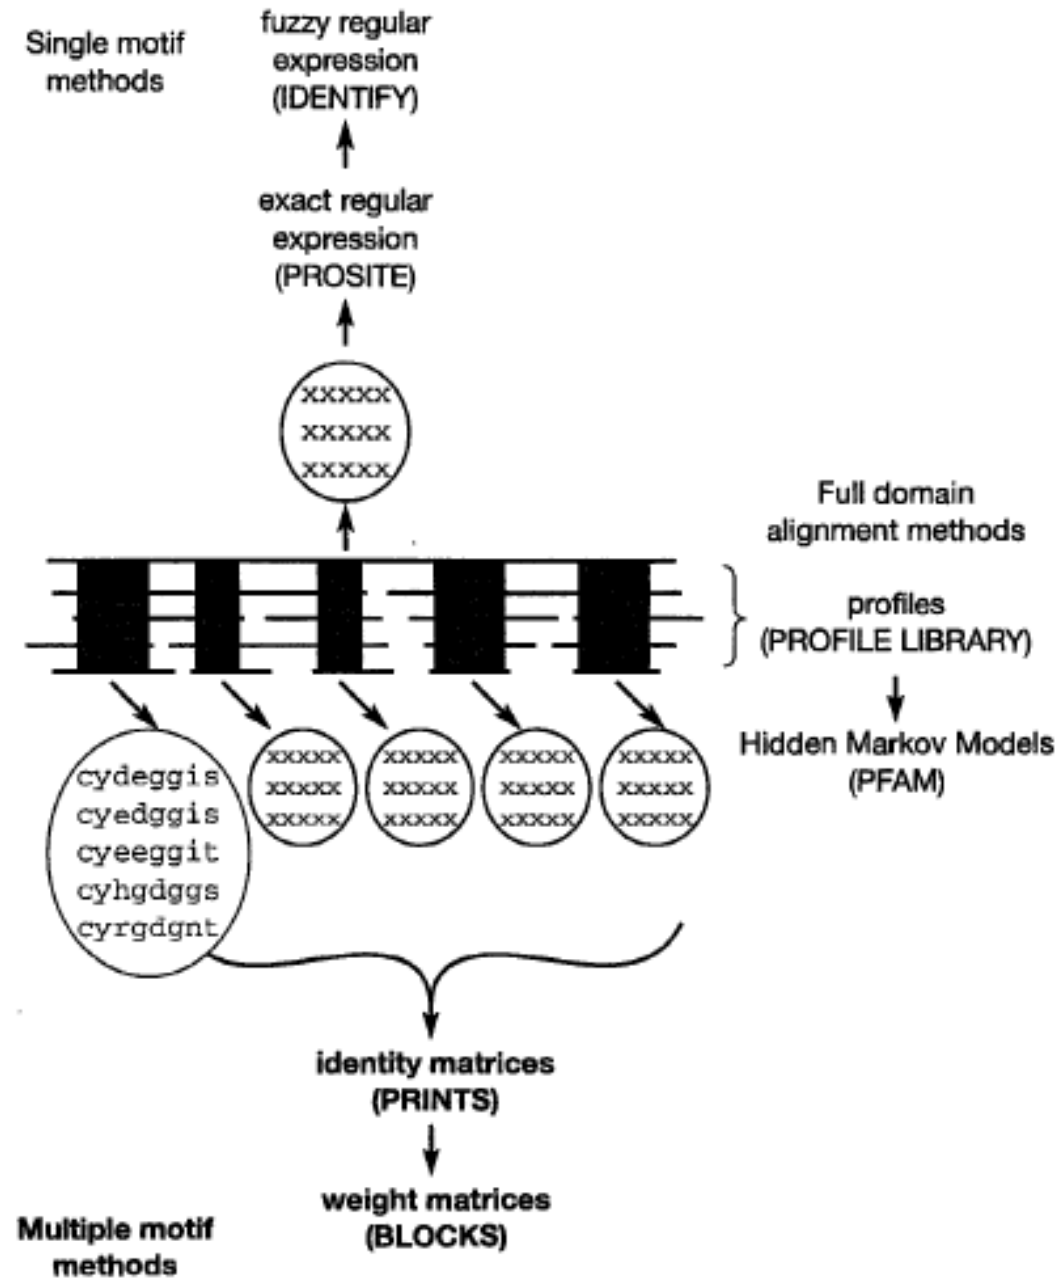 Single motif
methods
fuzzy regular
expression
(IDENTIFY)
exact regular
expression
(PROSITE)
xxxxx
xxxxx
xxxxx
Full domain
alignment methods
profiles
(PROFILE LIBRARY)
Hidden Markov Models
(PFAM)
cydeggis
cyedggis
cyeeggit
cyhgdggs
cyrgdgnt
xxxxx
xxxxx
xxxxx
xxxxx
xxxxx
xxxxx
xxxxx
xxxxx
xxxxx
xxxxx
xxxxx
xxxxx
identity matrices
(PRINTS)
weight matrices
(BLOCKS)
Multiple motif
methods